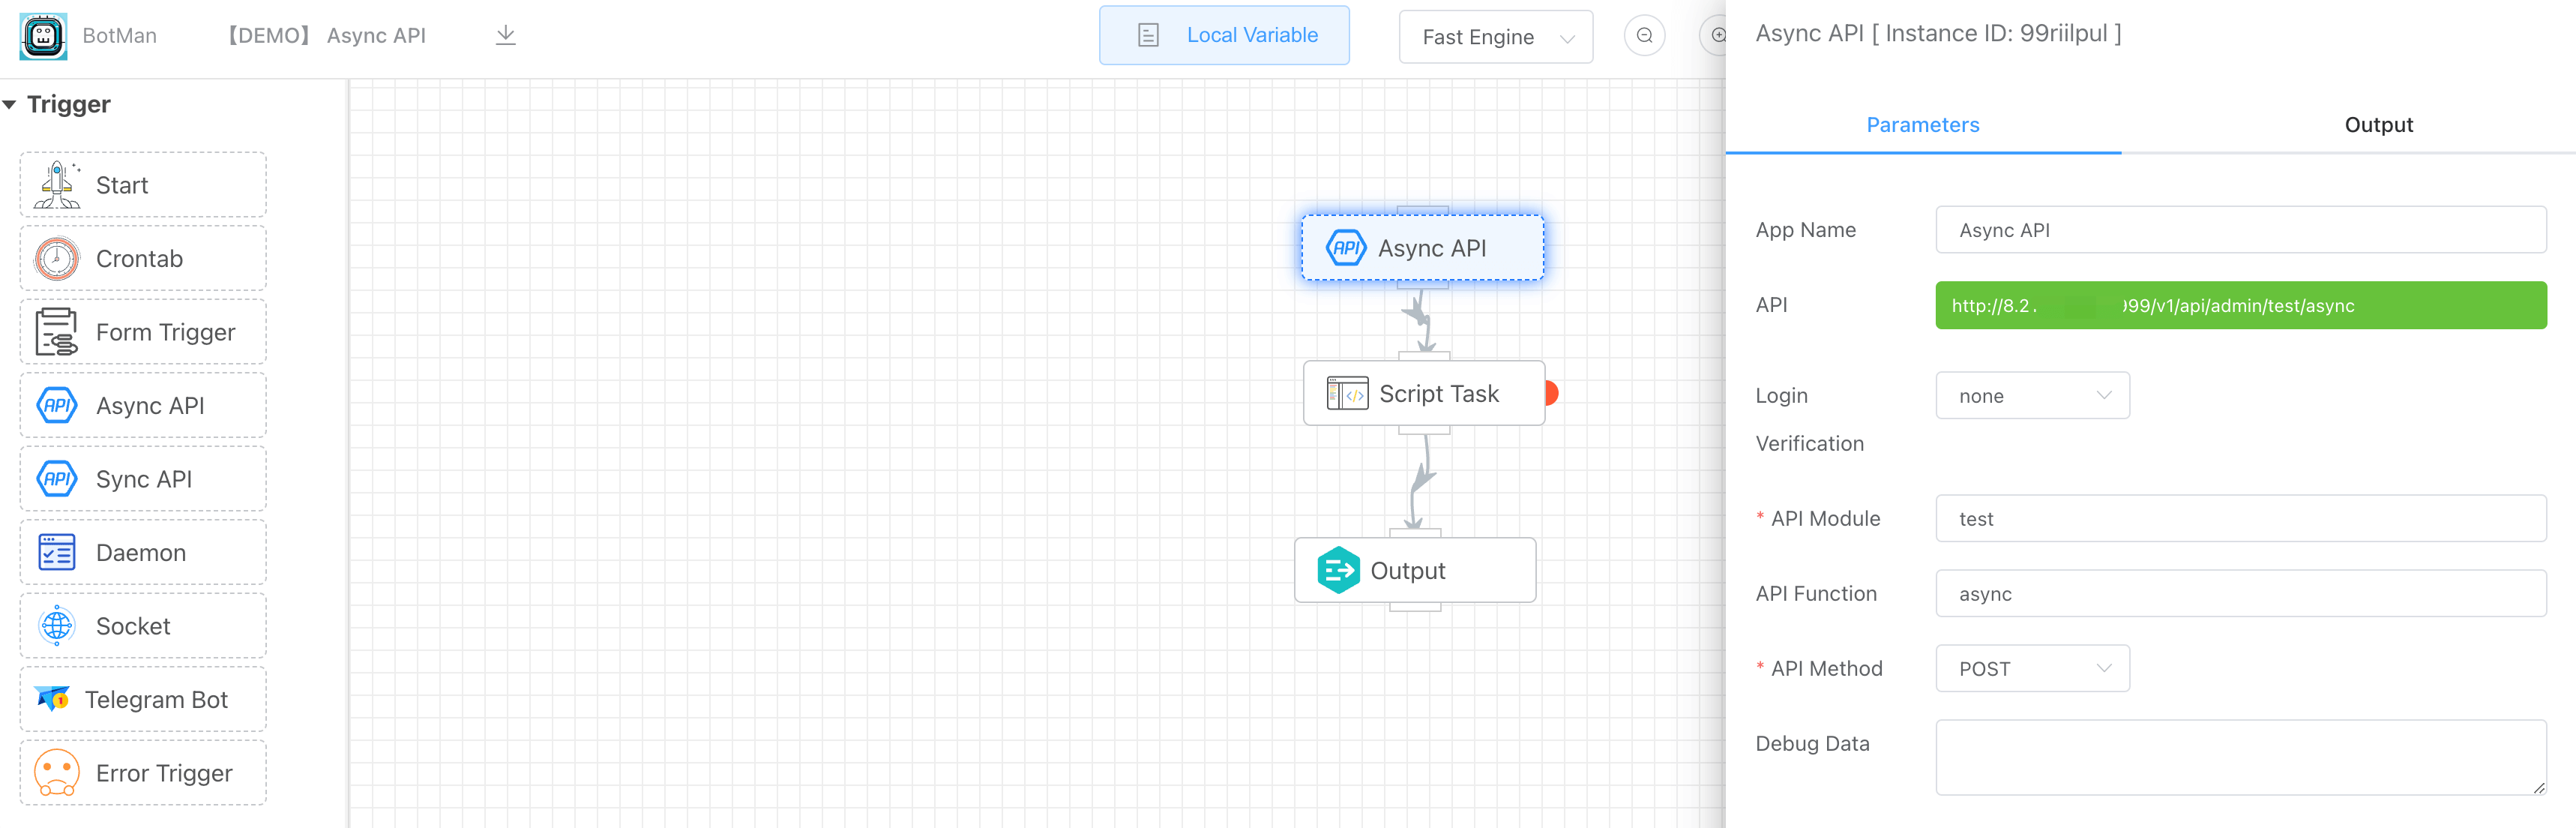 BotMan 【DEMO】 Async API Local Variable Fast Engine
Trigger
Start
Crontab
Form Trigger
API Async API
API Sync API
Daemon
Socket
1 Telegram Bot
Error Trigger
API Async API
Script Task
Output
Async API [ Instance ID: 99riilpul ]
Parameters Output
App Name Async API
API http://8.2. 99/v1/api/admin/test/async
Login none
Verification
* API Module test
API Function async
* API Method POST
Debug Data